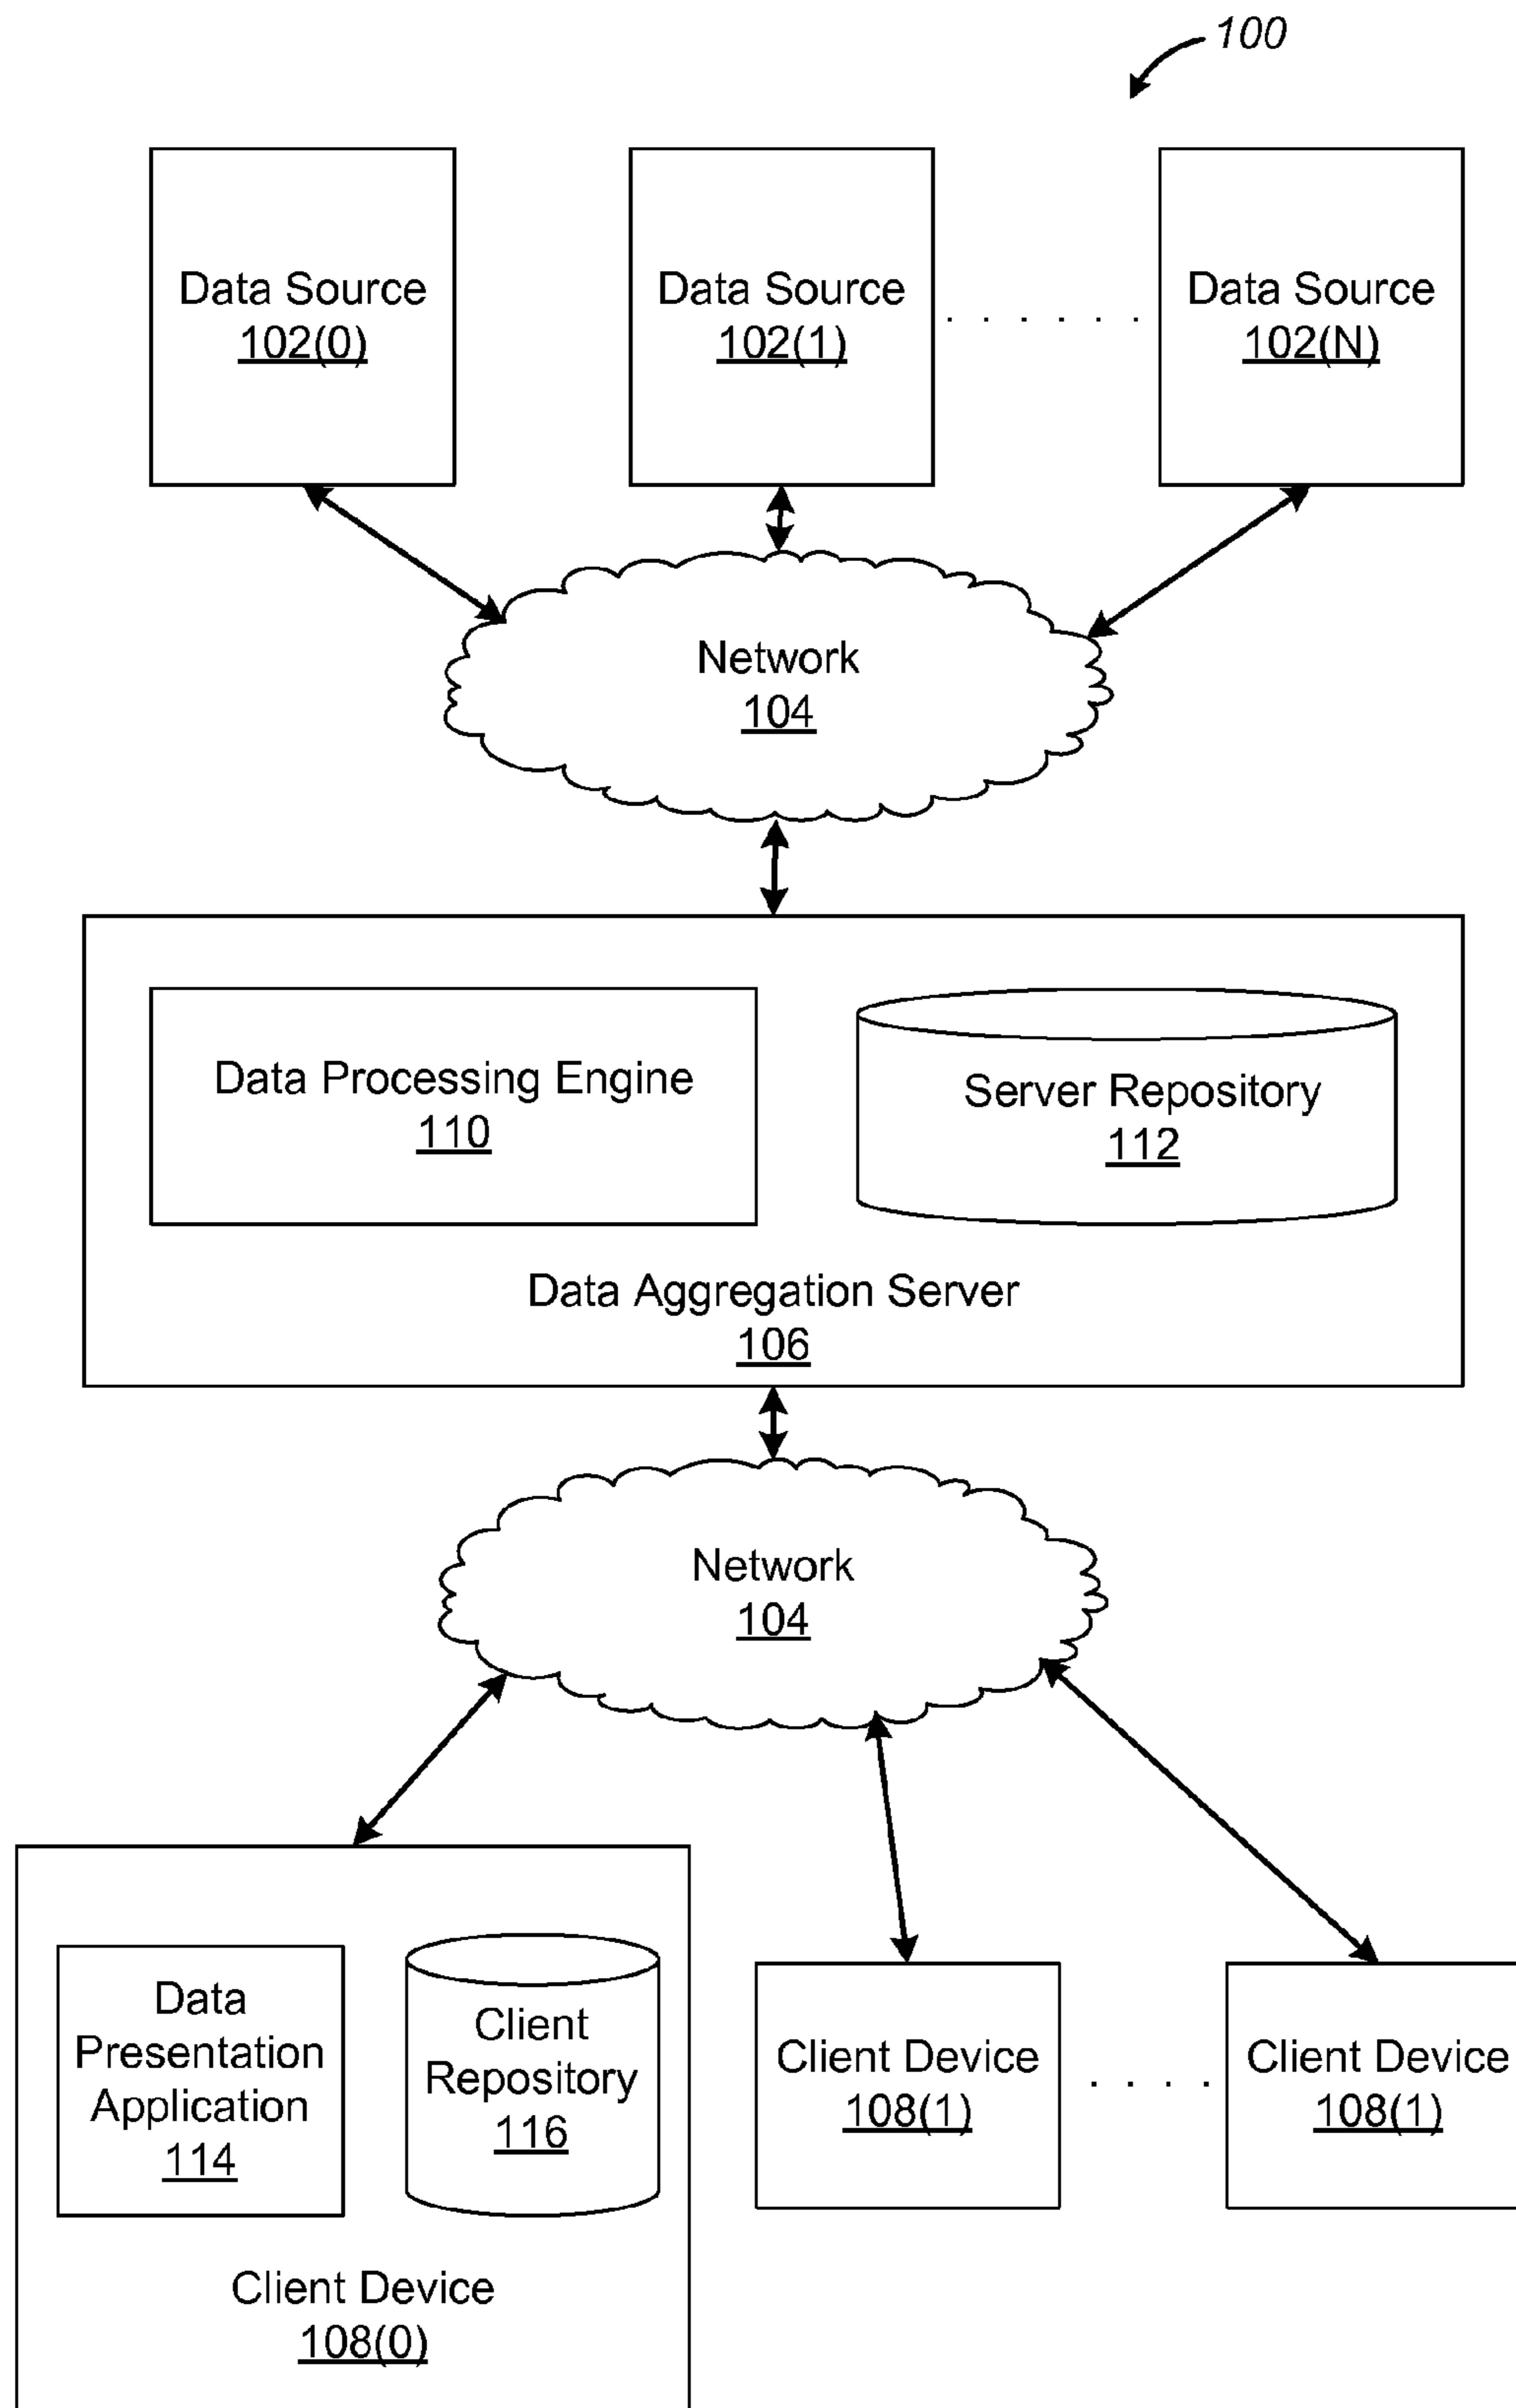 100
Data Source
102(0)
Data Source
102(1)
. . . . . .
Data Source
102(N)
Network
104
Data Processing Engine
110
Server Repository
112
Data Aggregation Server
106
Network
104
Data
Presentation
Application
114
Client
Repository
116
Client Device
108(0)
Client Device
108(1)
. . . .
Client Device
108(1)